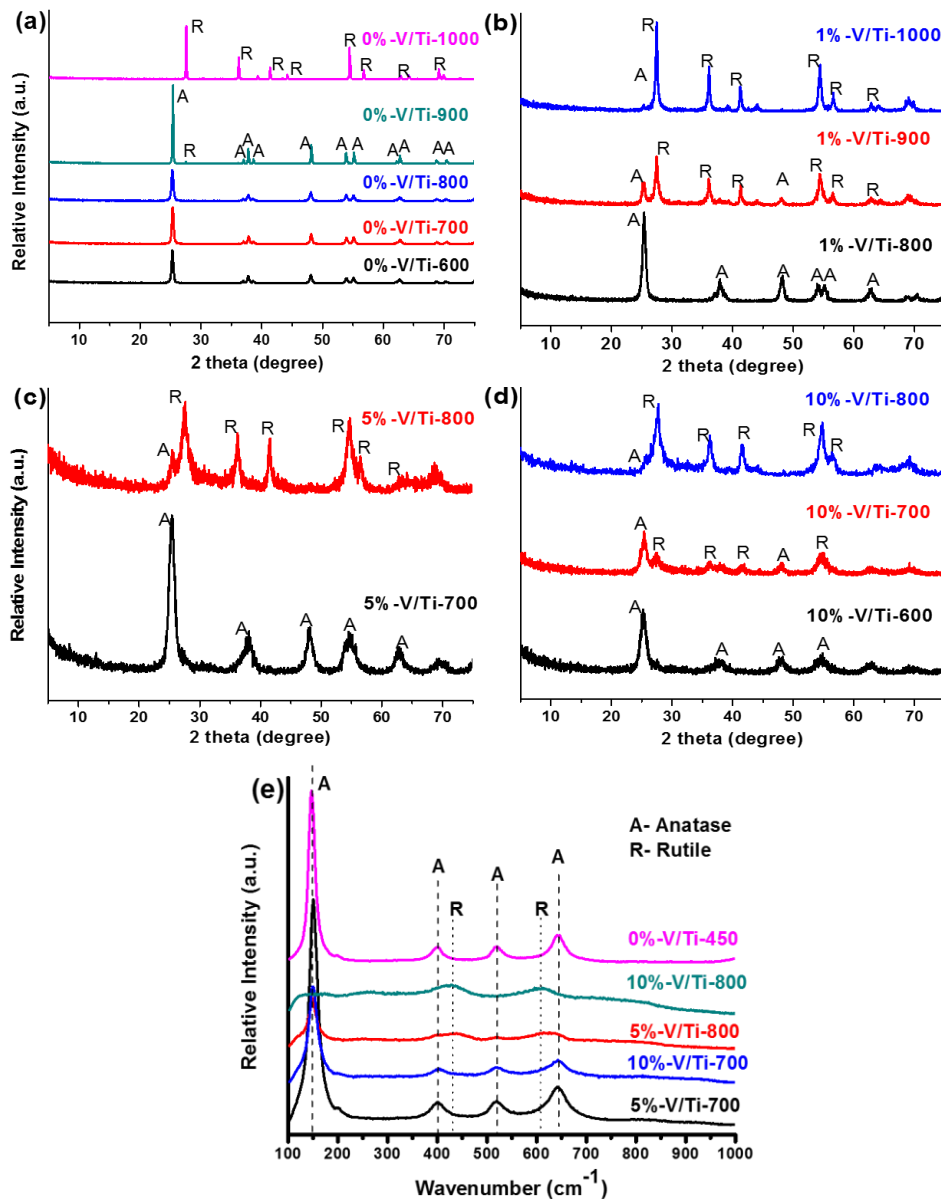 (a)
Relative Intensity (a.u.)
R
R
R
R
R
R
R
R
0%-V/Ti-1000
A
R
A
A
A
A
A
A
A
A
A
A
0%-V/Ti-900
0%-V/Ti-800
0%-V/Ti-700
0%-V/Ti-600
10 20 30 40 50 60 70
2 theta (degree)
(b)
1%-V/Ti-1000
A
R
R
R
R
R
R
1%-V/Ti-900
A
R
R
R
A
R
R
R
1%-V/Ti-800
A
A
A
A
A
A
10 20 30 40 50 60 70
2 theta (degree)
(c)
Relative Intensity (a.u.)
5%-V/Ti-800
A
R
R
R
R
R
R
5%-V/Ti-700
A
A
A
A
A
10 20 30 40 50 60 70
2 theta (degree)
(d)
10%-V/Ti-800
A
R
R
R
R
R
10%-V/Ti-700
A
R
R
R
A
R
10%-V/Ti-600
A
A
A
A
10 20 30 40 50 60 70
2 theta (degree)
(e)
Relative Intensity (a.u.)
A
A
R
A
R
A
A- Anatase
R- Rutile
0%-V/Ti-450
10%-V/Ti-800
5%-V/Ti-800
10%-V/Ti-700
5%-V/Ti-700
100 200 300 400 500 600 700 800 900 1000
Wavenumber (cm⁻¹)